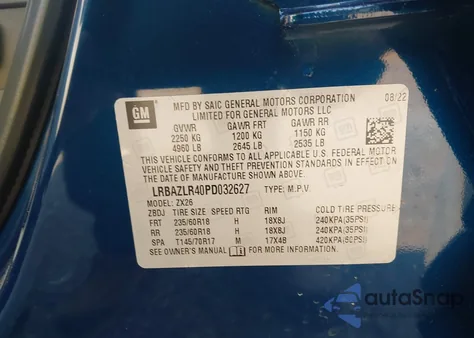 GM
MFD BY SAIC GENERAL MOTORS CORPORATION 08/22
LIMITED FOR GENERAL MOTORS LLC
GVWR GAWR FRT GAWR RR
2250 KG 1200 KG 1150 KG
4960 LB 2645 LB 2535 LB
THIS VEHICLE CONFORMS TO ALL APPLICABLE U.S. FEDERAL MOTOR
VEHICLE SAFETY, BUMPER, AND THEFT PREVENTION STANDARDS IN EFFECT ON
THE DATE OF MANUFACTURE SHOWN ABOVE.
LRBAZLR40PD032627 TYPE: M.P.V.
MODEL: ZX26
ZBDJ TIRE SIZE SPEED RTG RIM COLD TIRE PRESSURE
FRT 235/60R18 H 18X8J 240KPA(35PSI)
RR 235/60R18 H 18X8J 240KPA(35PSI)
SPA T145/70R17 M 17X4B 420KPA(60PSI)
SEE OWNER'S MANUAL FOR MORE INFORMATION
autoSnap